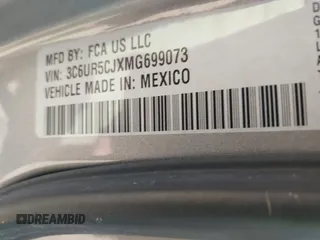 MFD BY: FCA US LLC
VIN: 3C6UR5CJXMG699073
VEHICLE MADE IN: MEXICO
DREAMBID